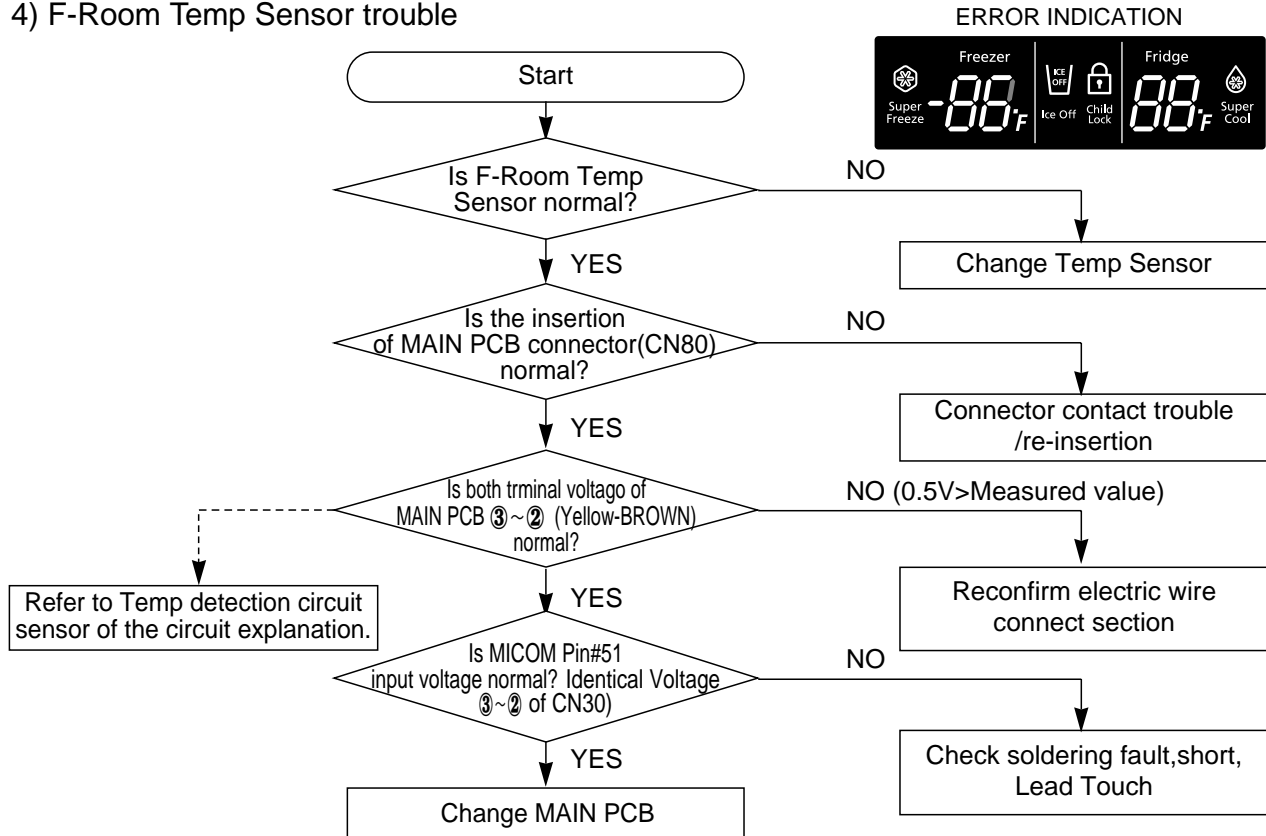 4) F-Room Temp Sensor trouble
ERROR INDICATION
Freezer
Fridge
ICE
OFF
Super
Freeze
-88°F
Ice Off
Child
Lock
88°F
Super
Cool
Start
Is F-Room Temp
Sensor normal?
NO
Change Temp Sensor
YES
Is the insertion
of MAIN PCB connector(CN80)
normal?
NO
Connector contact trouble
/re-insertion
YES
Is both trminal voltago of
MAIN PCB ③~② (Yellow-BROWN)
normal?
NO (0.5V>Measured value)
Reconfirm electric wire
connect section
Refer to Temp detection circuit
sensor of the circuit explanation.
YES
Is MICOM Pin#51
input voltage normal? Identical Voltage
③~② of CN30)
NO
Check soldering fault,short,
Lead Touch
YES
Change MAIN PCB